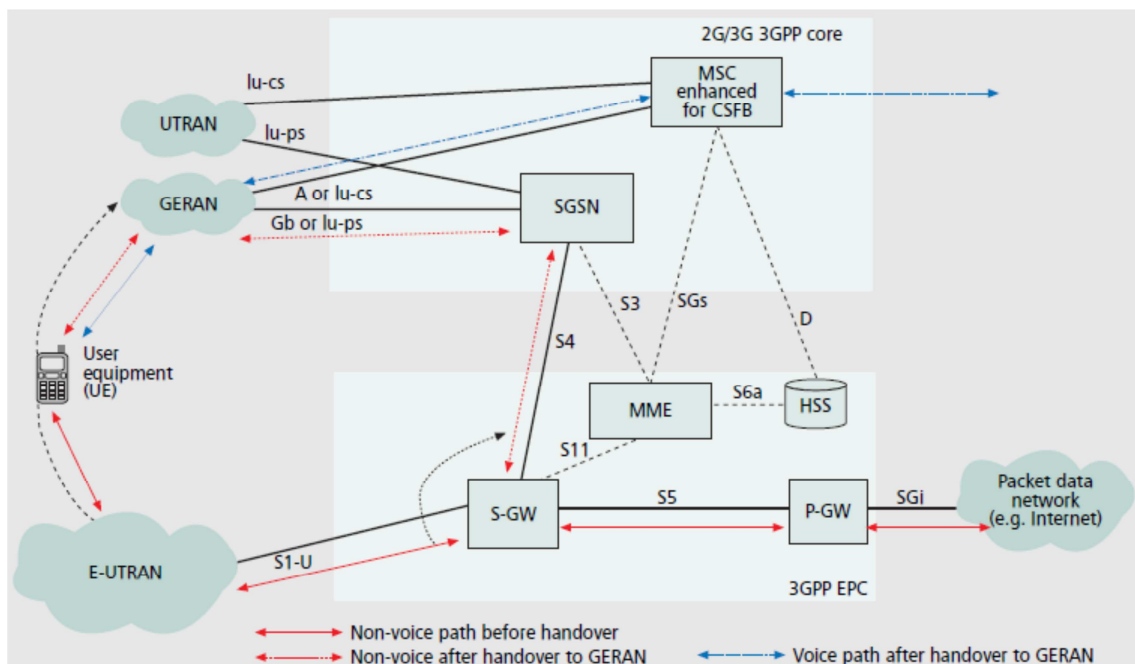 2G/3G 3GPP core
MSC
enhanced
for CSFB
lu-cs
UTRAN
lu-ps
GERAN
A or lu-cs
Gb or lu-ps
SGSN
S3
SGs
D
S4
User
equipment
(UE)
MME
S6a
HSS
S11
S-GW
S5
P-GW
SGi
Packet data
network
(e.g. Internet)
E-UTRAN
S1-U
3GPP EPC
Non-voice path before handover
Non-voice after handover to GERAN
Voice path after handover to GERAN